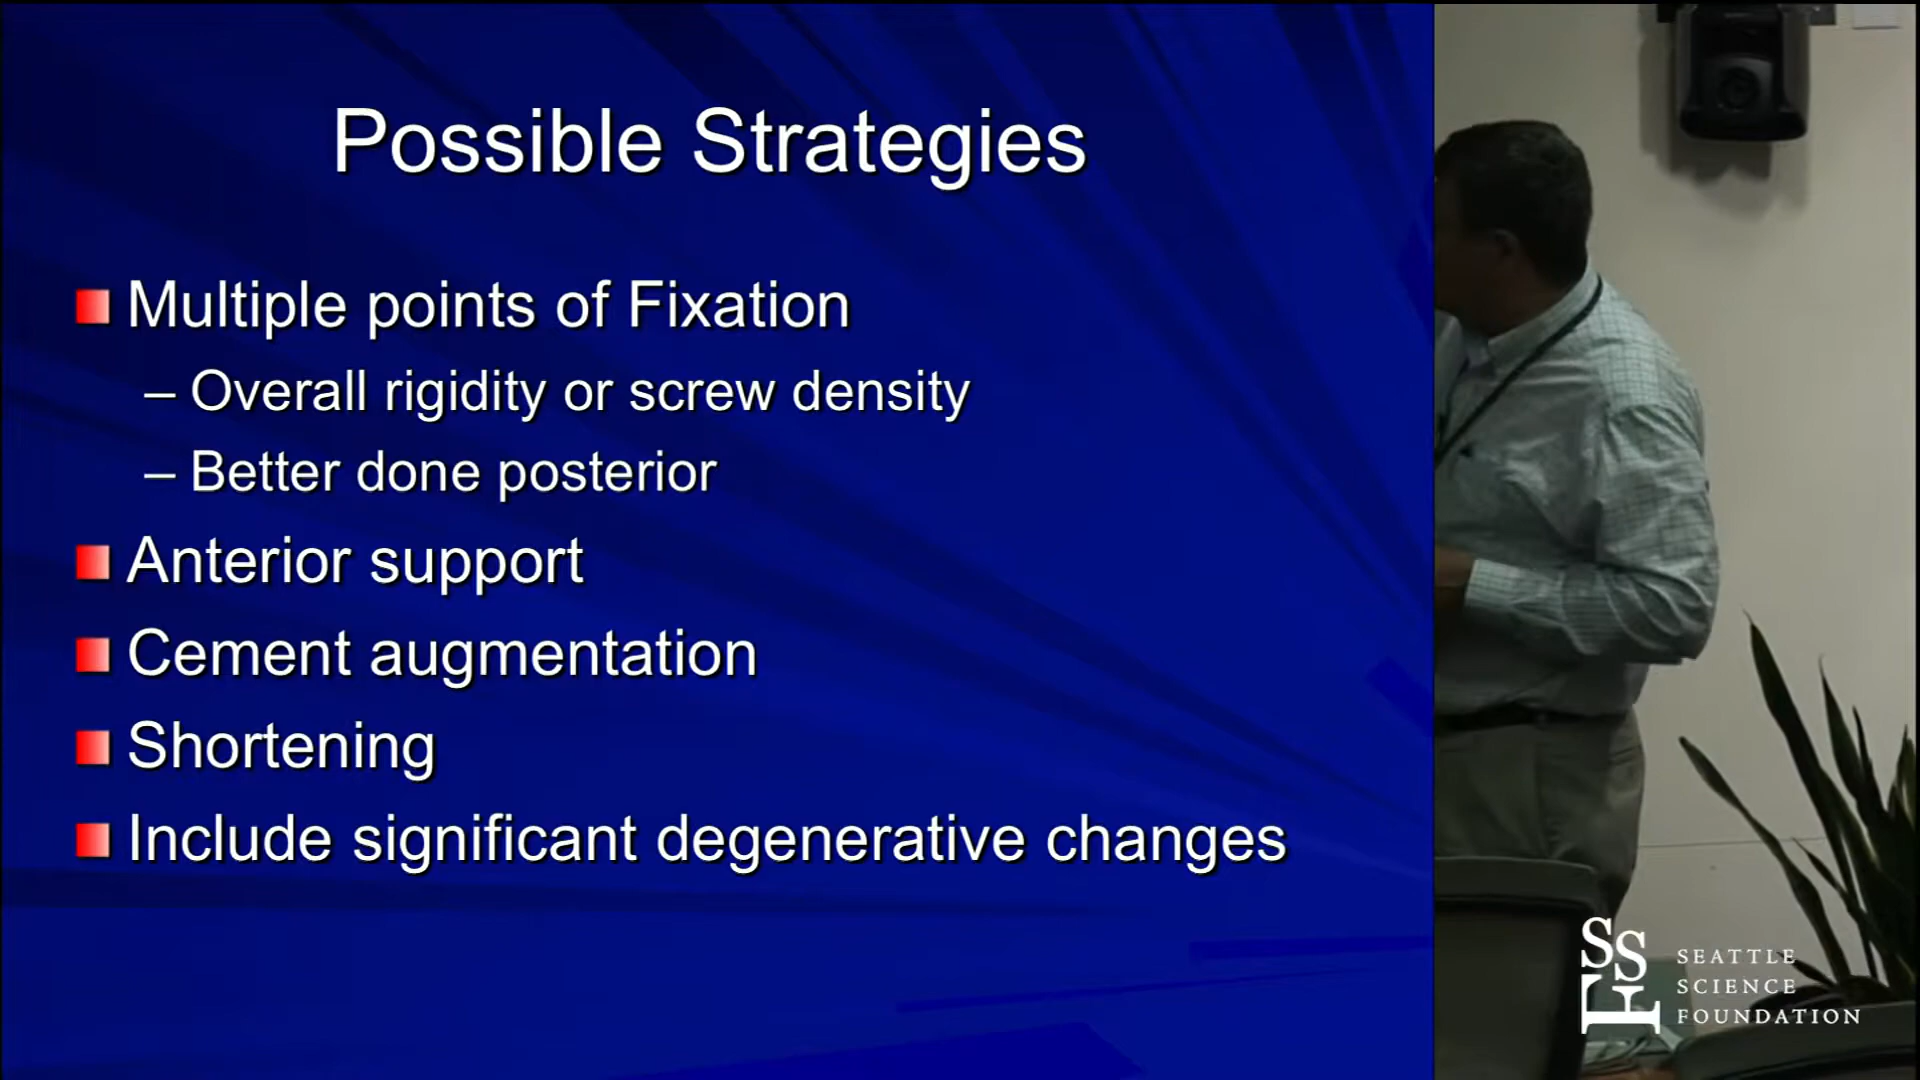 Possible Strategies
Multiple points of Fixation
– Overall rigidity or screw density
– Better done posterior
Anterior support
Cement augmentation
Shortening
Include significant degenerative changes
SSF
SEATTLE
SCIENCE
FOUNDATION